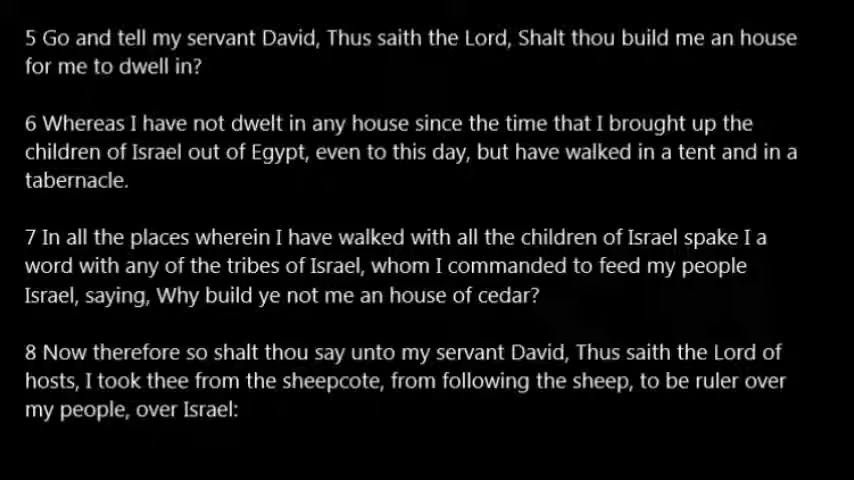 5 Go and tell my servant David, Thus saith the Lord, Shalt thou build me an house
for me to dwell in?
6 Whereas I have not dwelt in any house since the time that I brought up the
children of Israel out of Egypt, even to this day, but have walked in a tent and in a
tabernacle.
7 In all the places wherein I have walked with all the children of Israel spake I a
word with any of the tribes of Israel, whom I commanded to feed my people
Israel, saying, Why build ye not me an house of cedar?
8 Now therefore so shalt thou say unto my servant David, Thus saith the Lord of
hosts, I took thee from the sheepcote, from following the sheep, to be ruler over
my people, over Israel: